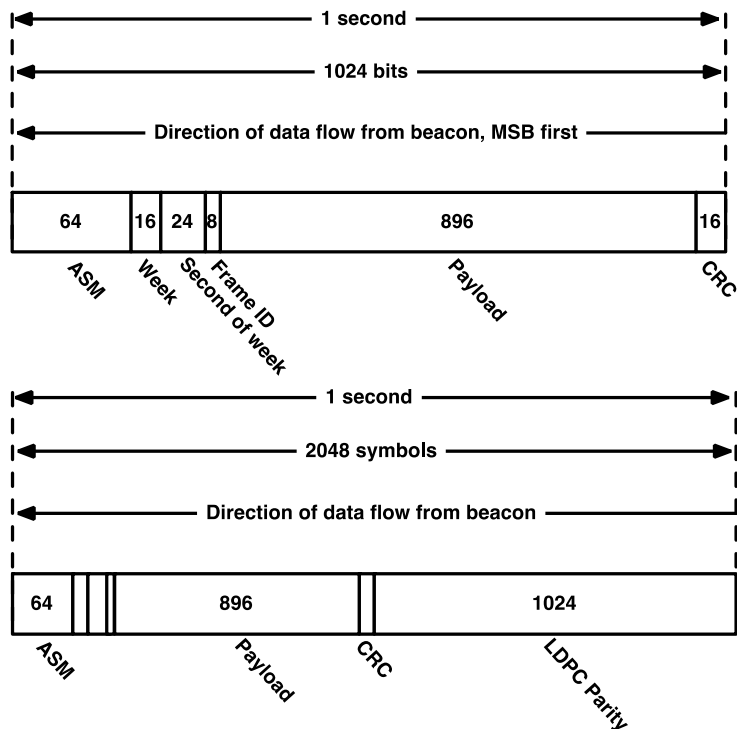 1 second
1024 bits
Direction of data flow from beacon, MSB first
64 16 24 8 896 16
ASM Week Second of week Frame ID Payload CRC
1 second
2048 symbols
Direction of data flow from beacon
64 896 1024
ASM Payload CRC LDPC Parity